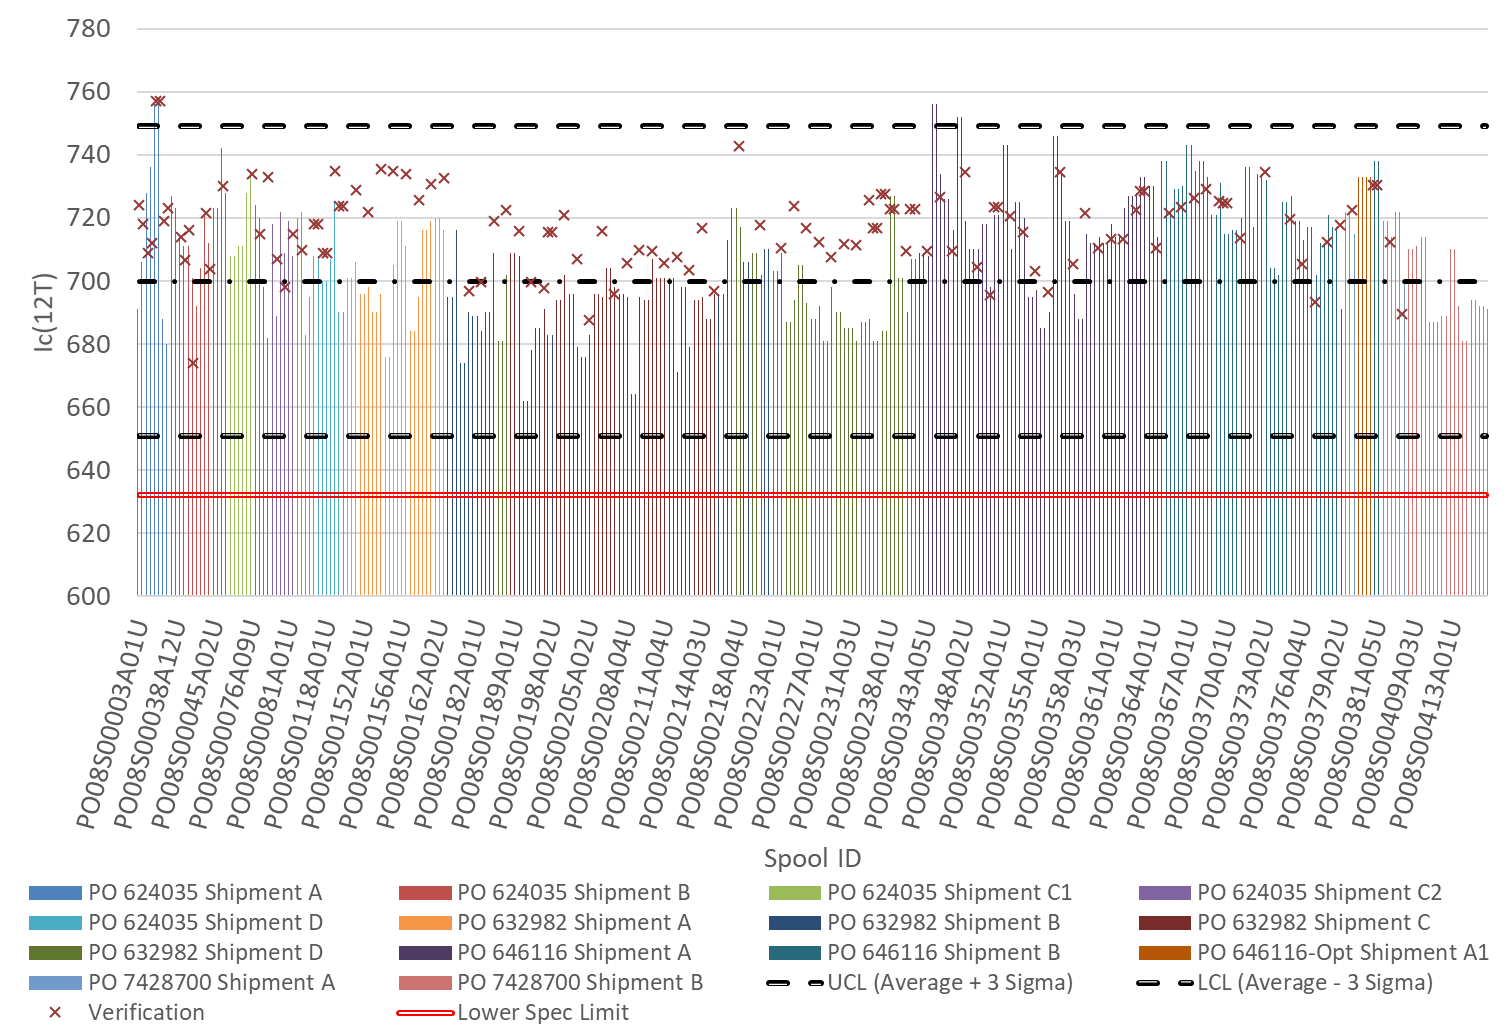 780
760
740
720
700
680
660
640
620
600
Ic(12T)
PO08S00003A01U
PO08S00038A12U
PO08S00045A02U
PO08S00076A09U
PO08S00081A01U
PO08S00118A01U
PO08S00152A01U
PO08S00156A01U
PO08S00162A02U
PO08S00182A01U
PO08S00189A01U
PO08S00198A02U
PO08S00205A02U
PO08S00208A04U
PO08S00211A04U
PO08S00214A03U
PO08S00218A04U
PO08S00223A01U
PO08S00227A01U
PO08S00231A03U
PO08S00238A01U
PO08S00343A05U
PO08S00348A02U
PO08S00352A01U
PO08S00355A01U
PO08S00358A03U
PO08S00361A01U
PO08S00364A01U
PO08S00367A01U
PO08S00370A01U
PO08S00373A02U
PO08S00376A04U
PO08S00379A02U
PO08S00381A05U
PO08S00409A03U
PO08S00413A01U
Spool ID
PO 624035 Shipment A
PO 624035 Shipment B
PO 624035 Shipment C1
PO 624035 Shipment C2
PO 624035 Shipment D
PO 632982 Shipment A
PO 632982 Shipment B
PO 632982 Shipment C
PO 632982 Shipment D
PO 646116 Shipment A
PO 646116 Shipment B
PO 646116-Opt Shipment A1
PO 7428700 Shipment A
PO 7428700 Shipment B
UCL (Average + 3 Sigma)
LCL (Average - 3 Sigma)
Verification
Lower Spec Limit